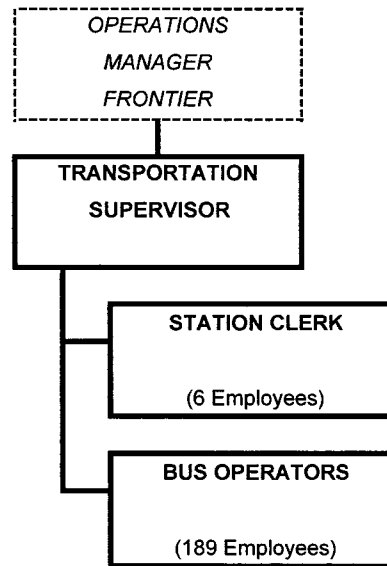 OPERATIONS
MANAGER
FRONTIER
TRANSPORTATION
SUPERVISOR
STATION CLERK
(6 Employees)
BUS OPERATORS
(189 Employees)